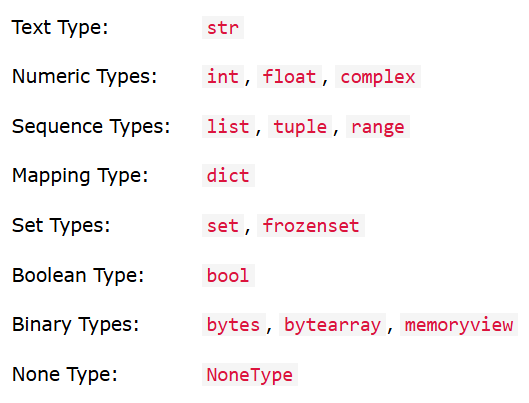 Text Type: str
Numeric Types: int, float, complex
Sequence Types: list, tuple, range
Mapping Type: dict
Set Types: set, frozenset
Boolean Type: bool
Binary Types: bytes, bytearray, memoryview
None Type: NoneType